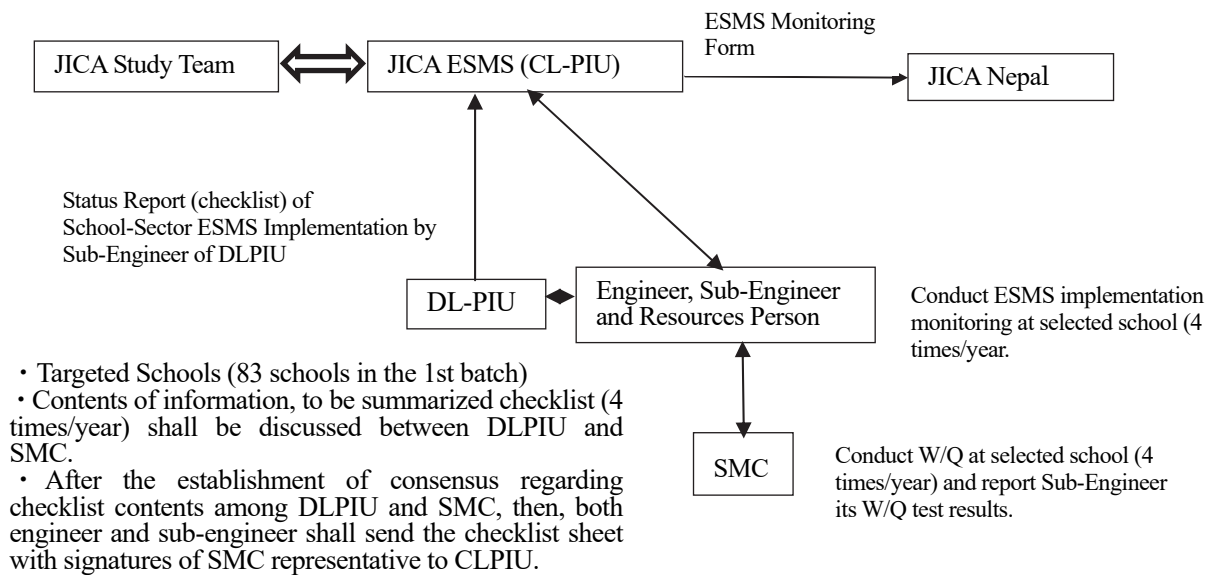 ESMS Monitoring
Form
JICA Study Team
JICA ESMS (CL-PIU)
JICA Nepal
Status Report (checklist) of
School-Sector ESMS Implementation by
Sub-Engineer of DLPIU
DL-PIU
Engineer, Sub-Engineer
and Resources Person
Conduct ESMS implementation
monitoring at selected school (4
times/year.
・Targeted Schools (83 schools in the 1st batch)
・Contents of information, to be summarized checklist (4
times/year) shall be discussed between DLPIU and
SMC.
・After the establishment of consensus regarding
checklist contents among DLPIU and SMC, then, both
engineer and sub-engineer shall send the checklist sheet
with signatures of SMC representative to CLPIU.
SMC
Conduct W/Q at selected school (4
times/year) and report Sub-Engineer
its W/Q test results.